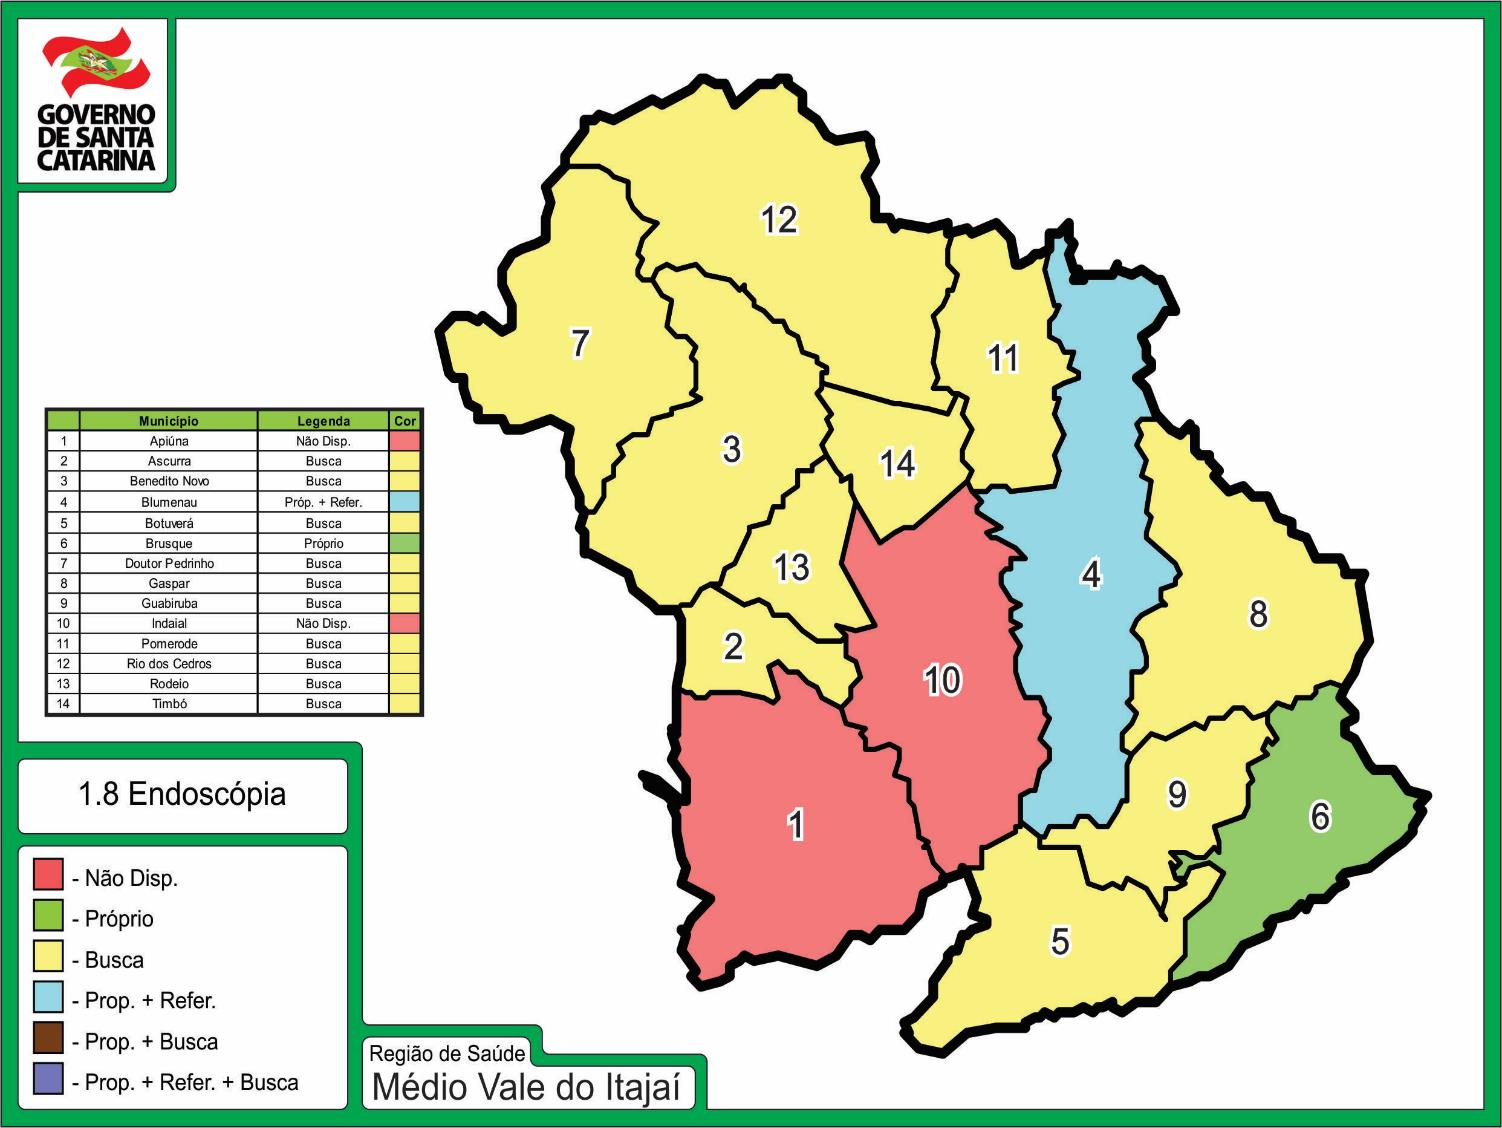 GOVERNO
DE SANTA
CATARINA
12
7
11
3
14
13
4
8
2
10
9
1
6
5
Município Legenda Cor
1 Apiúna Não Disp.
2 Ascurra Busca
3 Benedito Novo Busca
4 Blumenau Próp. + Refer.
5 Botuverá Busca
6 Brusque Próprio
7 Doutor Pedrinho Busca
8 Gaspar Busca
9 Guabiruba Busca
10 Indaial Não Disp.
11 Pomerode Busca
12 Rio dos Cedros Busca
13 Rodeio Busca
14 Timbó Busca
1.8 Endoscópia
- Não Disp.
- Próprio
- Busca
- Prop. + Refer.
- Prop. + Busca
- Prop. + Refer. + Busca
Região de Saúde
Médio Vale do Itajaí